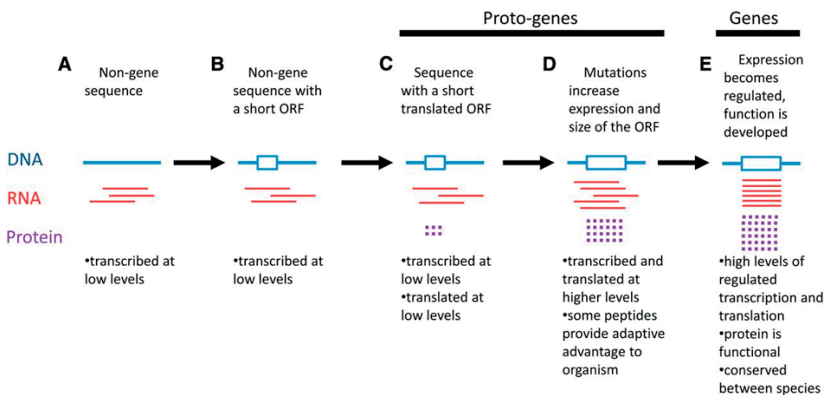 Proto-genes
Genes
A Non-gene
sequence
B Non-gene
sequence with
a short ORF
C Sequence
with a short
translated ORF
D Mutations
increase
expression and
size of the ORF
E Expression
becomes
regulated,
function is
developed
DNA
RNA
Protein
•transcribed at
low levels
•transcribed at
low levels
•transcribed at
low levels
•translated at
low levels
•transcribed and
translated at
higher levels
•some peptides
provide adaptive
advantage to
organism
•high levels of
regulated
transcription and
translation
•protein is
functional
•conserved
between species